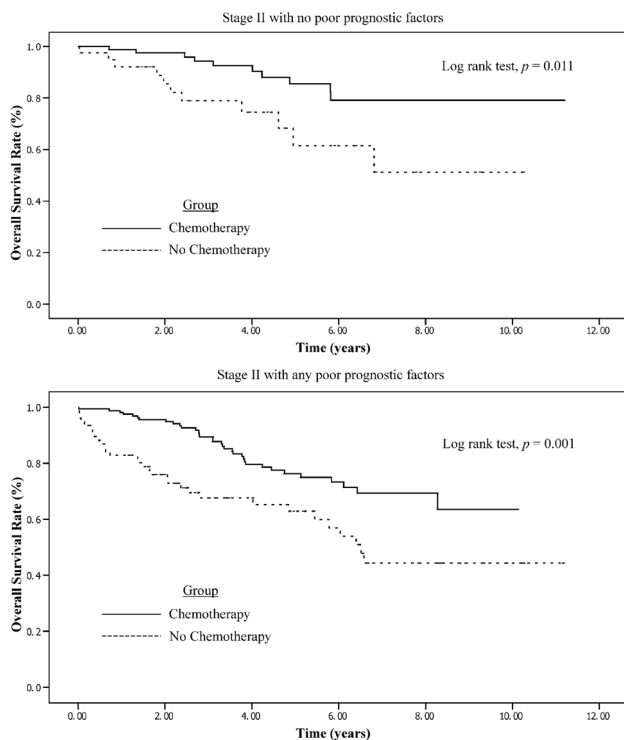 Stage II with no poor prognostic factors
Log rank test, p = 0.011
Overall Survival Rate (%)
1.0
0.8
0.6
0.4
0.2
0.0
Group
Chemotherapy
No Chemotherapy
0.00 2.00 4.00 6.00 8.00 10.00 12.00
Time (years)
Stage II with any poor prognostic factors
Log rank test, p = 0.001
Overall Survival Rate (%)
1.0
0.8
0.6
0.4
0.2
0.0
Group
Chemotherapy
No Chemotherapy
0.00 2.00 4.00 6.00 8.00 10.00 12.00
Time (years)